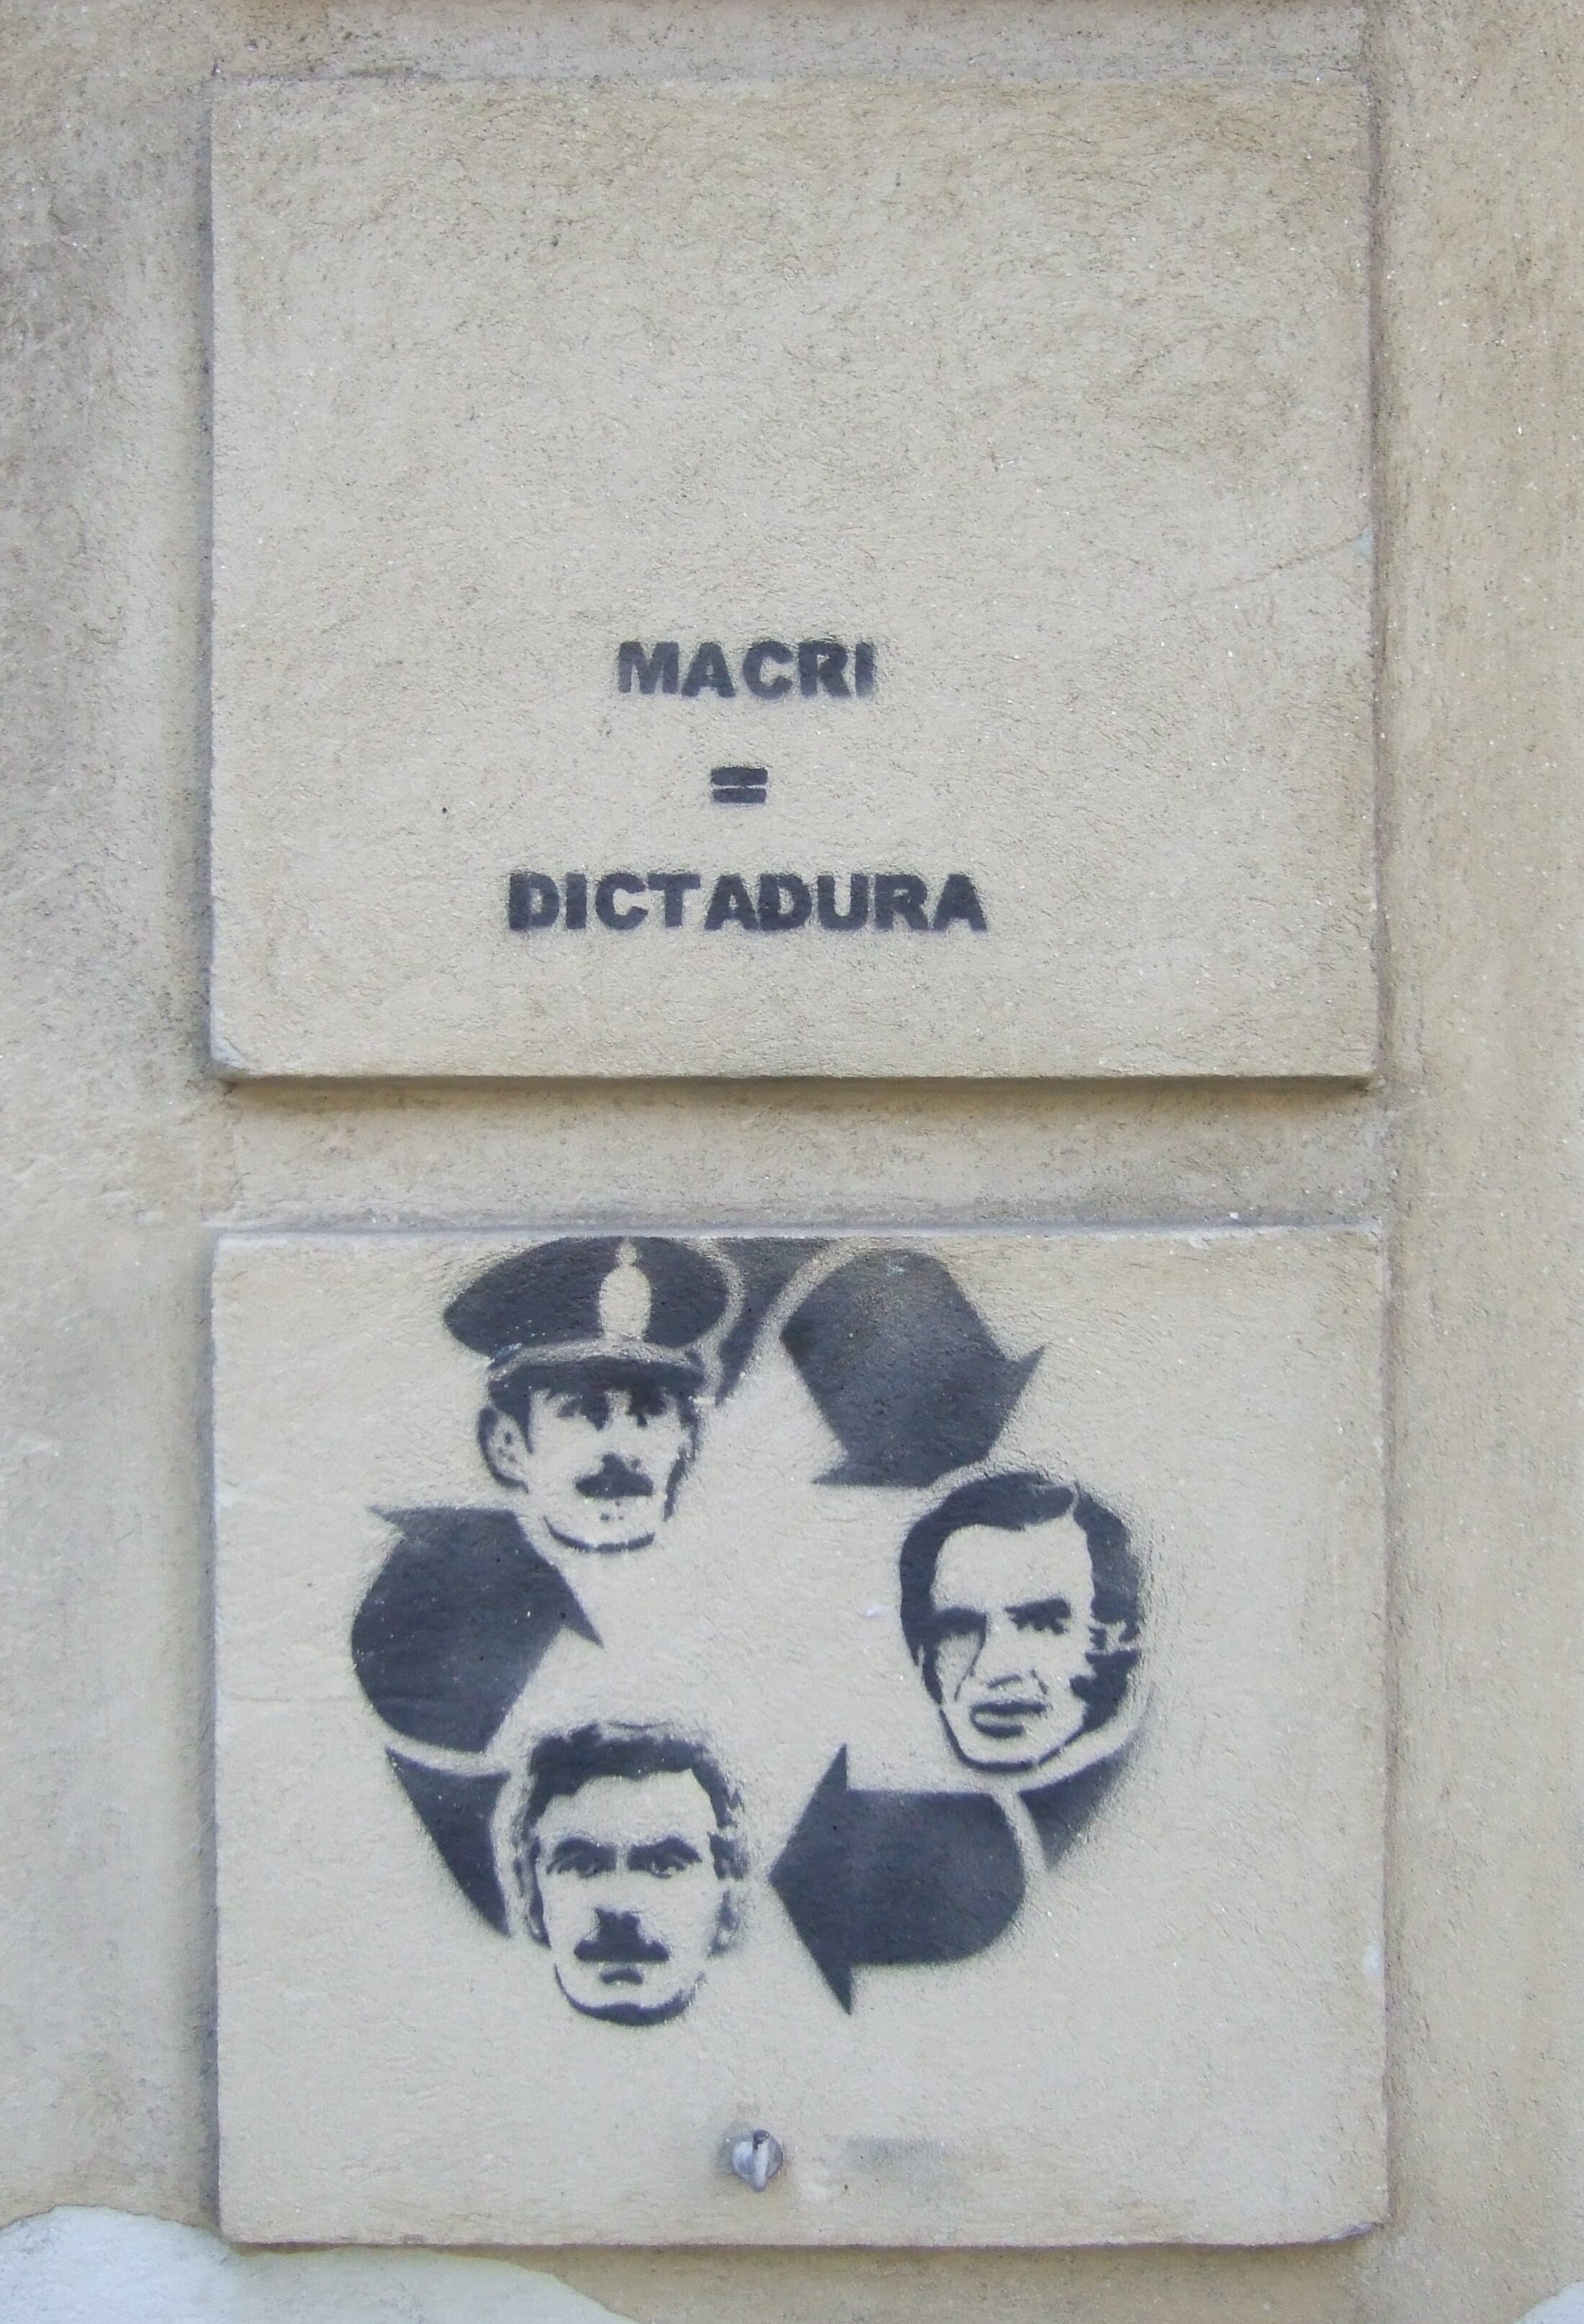 MACRI
=
DICTADURA